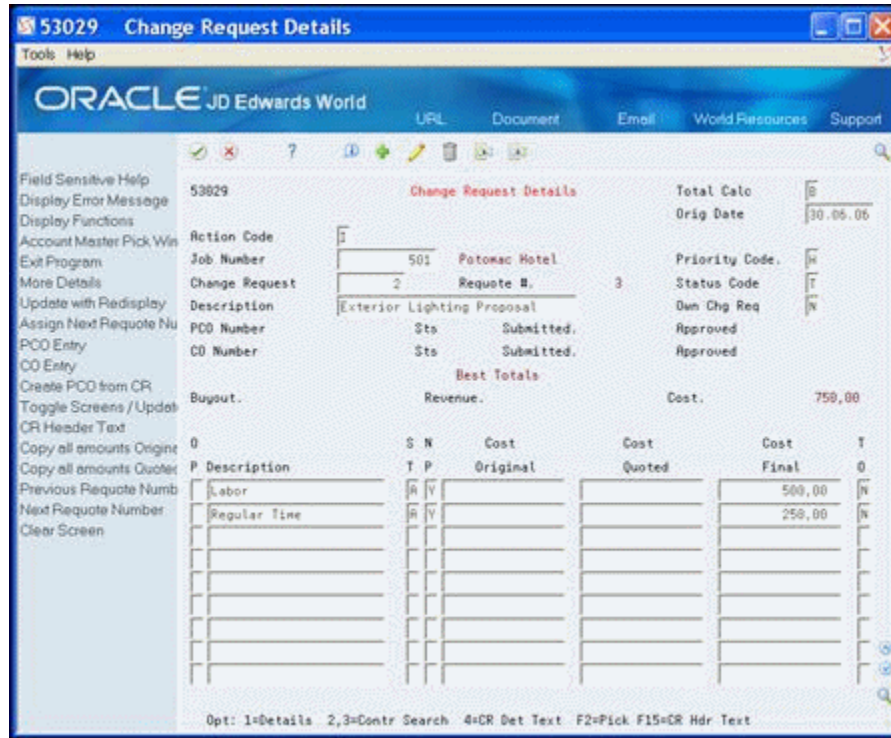 53029 Change Request Details
Tools Help
ORACLE JD Edwards World
URL Document Email World Resources Support
Field Sensitive Help
Display Error Message
Display Functions
Account Master Pick Win
Exit Program
More Details
Update with Redisplay
Assign Next Requote Nu
PCO Entry
CO Entry
Create PCO from CR
Toggle Screens / Updat
CR Header Text
Copy all amounts Origina
Copy all amounts Quoted
Previous Requote Numb
Next Requote Number
Clear Screen
53029 Change Request Details Total Calc B
Orig Date 30.06.06
Action Code I
Job Number 501 Potomac Hotel Priority Code. H
Change Request 2 Requote #. 3 Status Code T
Description Exterior Lighting Proposal Own Chg Req N
PCO Number Sts Submitted. Approved
CO Number Sts Submitted. Approved
Best Totals
Buyout. Revenue. Cost. 750,00
O S N Cost Cost Cost T
P Description T P Original Quoted Final O
Labor A Y 500,00 N
Regular Time A Y 250,00 N
Opt: 1=Details 2,3=Contr Search 4=CR Det Text F2=Pick F15=CR Hdr Text